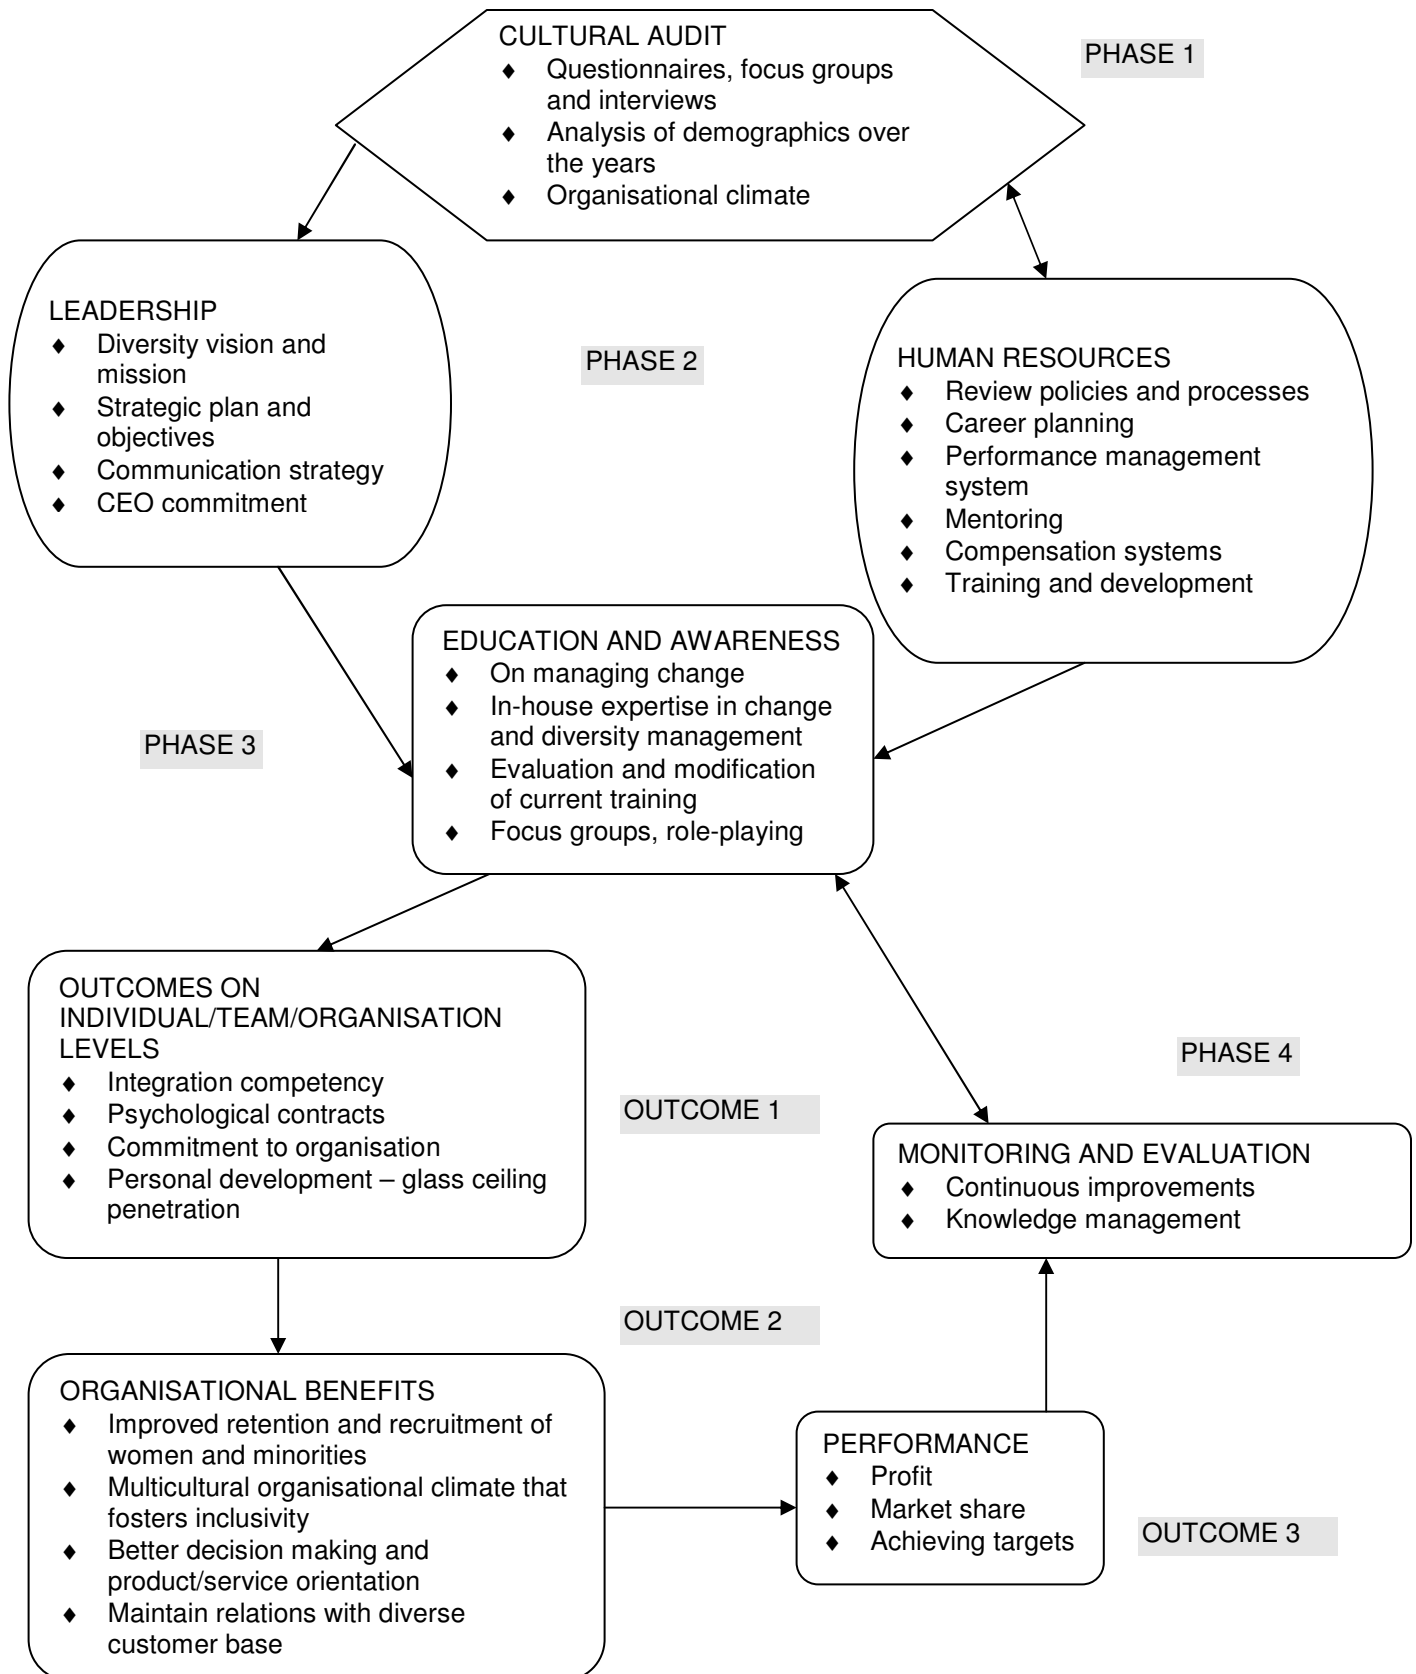 CULTURAL AUDIT
♦ Questionnaires, focus groups
and interviews
♦ Analysis of demographics over
the years
♦ Organisational climate
PHASE 1
LEADERSHIP
♦ Diversity vision and
mission
♦ Strategic plan and
objectives
♦ Communication strategy
♦ CEO commitment
PHASE 2
HUMAN RESOURCES
♦ Review policies and processes
♦ Career planning
♦ Performance management
system
♦ Mentoring
♦ Compensation systems
♦ Training and development
EDUCATION AND AWARENESS
♦ On managing change
♦ In-house expertise in change
and diversity management
♦ Evaluation and modification
of current training
♦ Focus groups, role-playing
PHASE 3
OUTCOMES ON
INDIVIDUAL/TEAM/ORGANISATION
LEVELS
♦ Integration competency
♦ Psychological contracts
♦ Commitment to organisation
♦ Personal development – glass ceiling
penetration
OUTCOME 1
PHASE 4
MONITORING AND EVALUATION
♦ Continuous improvements
♦ Knowledge management
OUTCOME 2
ORGANISATIONAL BENEFITS
♦ Improved retention and recruitment of
women and minorities
♦ Multicultural organisational climate that
fosters inclusivity
♦ Better decision making and
product/service orientation
♦ Maintain relations with diverse
customer base
PERFORMANCE
♦ Profit
♦ Market share
♦ Achieving targets
OUTCOME 3